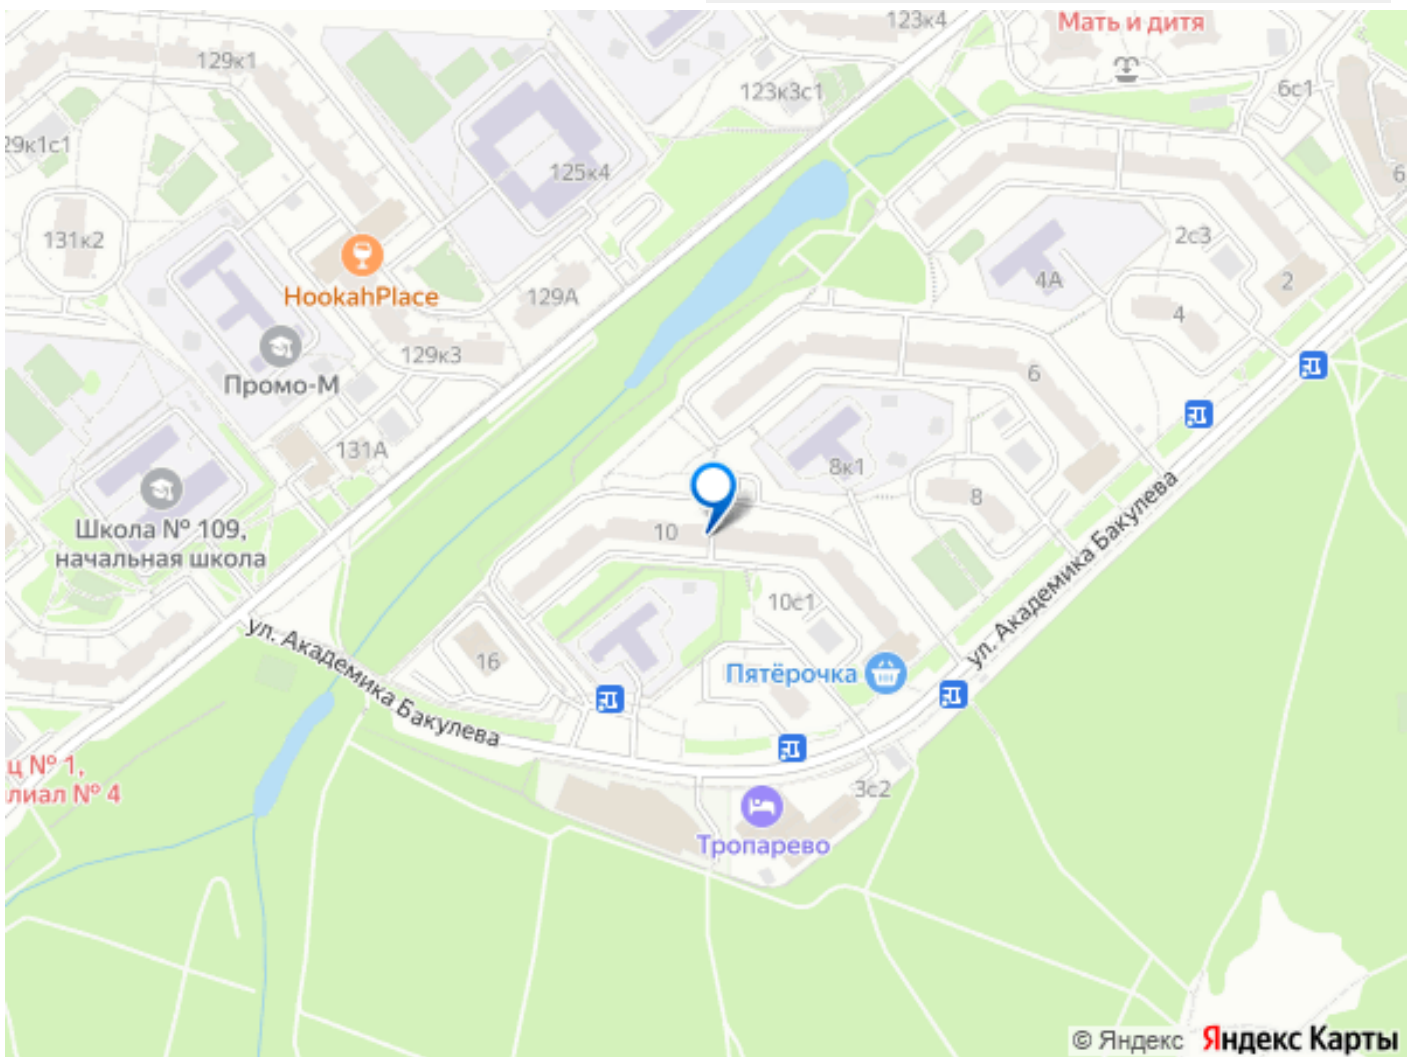 123к4
Мать и дитя
129к1
123к3с1
6с1
29к1с1
125к4
6
131к2
2с3
4А
2
HookahPlace
129А
4
129к3
6
Промо-М
131А
8к1
8
Школа № 109,
начальная школа
10
ул. Академика Бакулева
10с1
ул. Академика Бакулева
16
Пятёрочка
ц № 1,
лиал № 4
3с2
Тропарево
© Яндекс Яндекс Карты